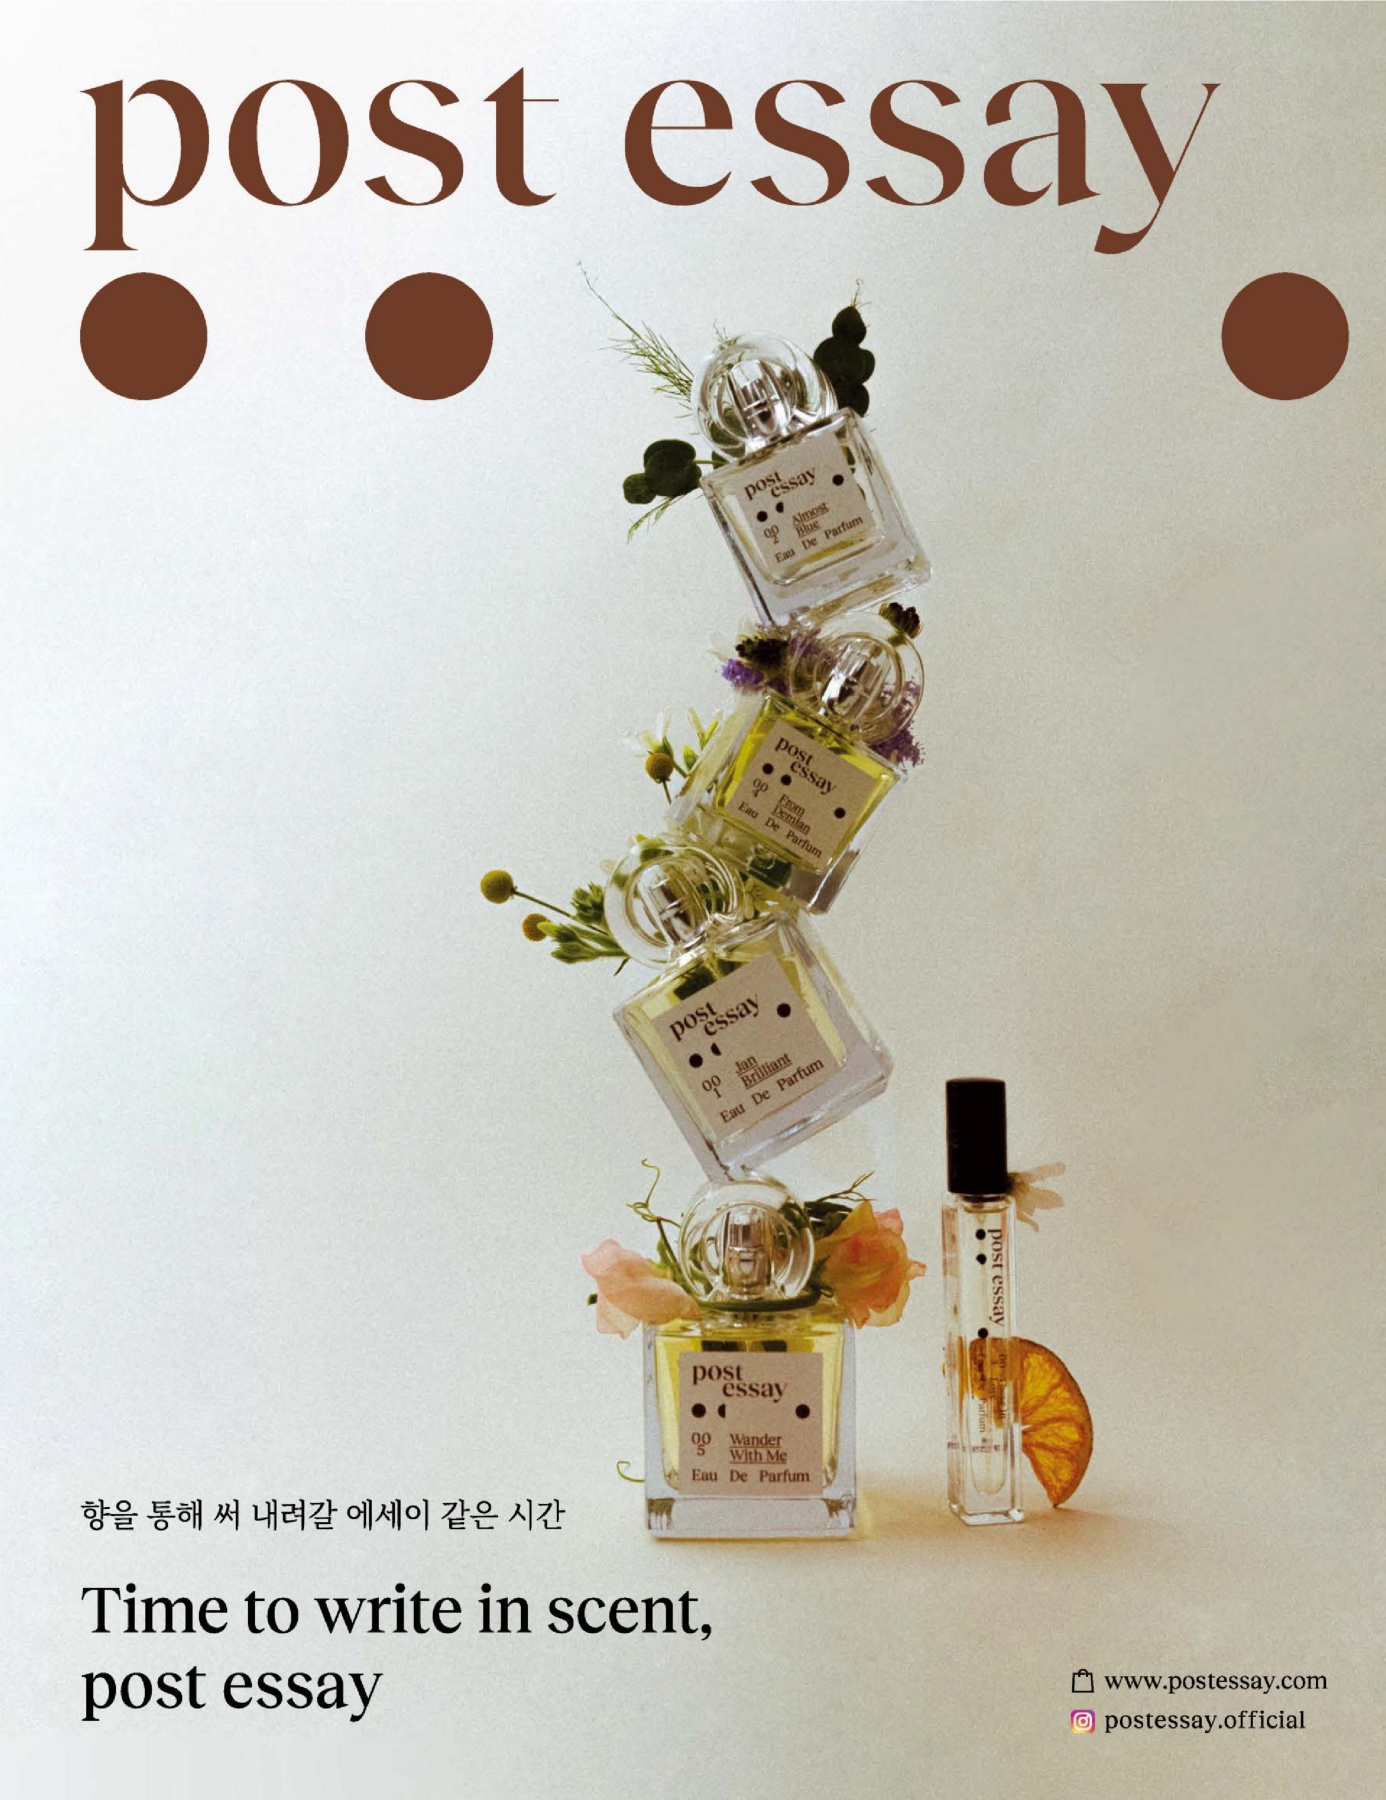 post essay
post
essay
00
2
Almost
Blue
Eau De Parfum
post
essay
00
4
From
Demian
Eau De Parfum
post
essay
00
1
Jan
Brilliant
Eau De Parfum
post
essay
00
5
Wander
With Me
Eau De Parfum
post essay
향을 통해 써 내려갈 에세이 같은 시간
Time to write in scent,
post essay
www.postessay.com
postessay.official